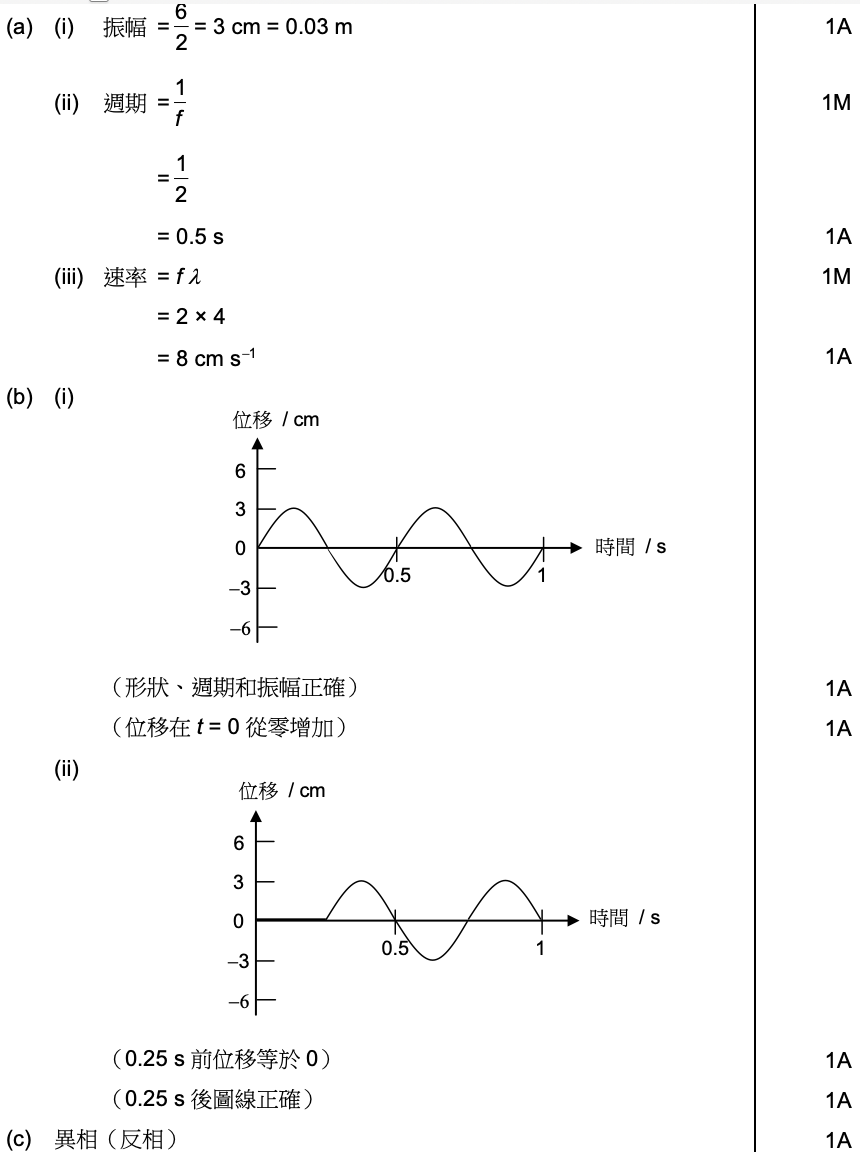 (a) (i) 振幅 = 6/2 = 3 cm = 0.03 m 1A
(ii) 週期 = 1/f 1M
= 1/2
= 0.5 s 1A
(iii) 速率 = f λ 1M
= 2 × 4
= 8 cm s⁻¹ 1A
(b) (i)
位移 / cm
6
3
0 時間 / s
0.5 1
–3
–6
（形狀、週期和振幅正確） 1A
（位移在 t = 0 從零增加） 1A
(ii)
位移 / cm
6
3
0 時間 / s
0.5 1
–3
–6
（0.25 s 前位移等於 0） 1A
（0.25 s 後圖線正確） 1A
(c) 異相（反相） 1A